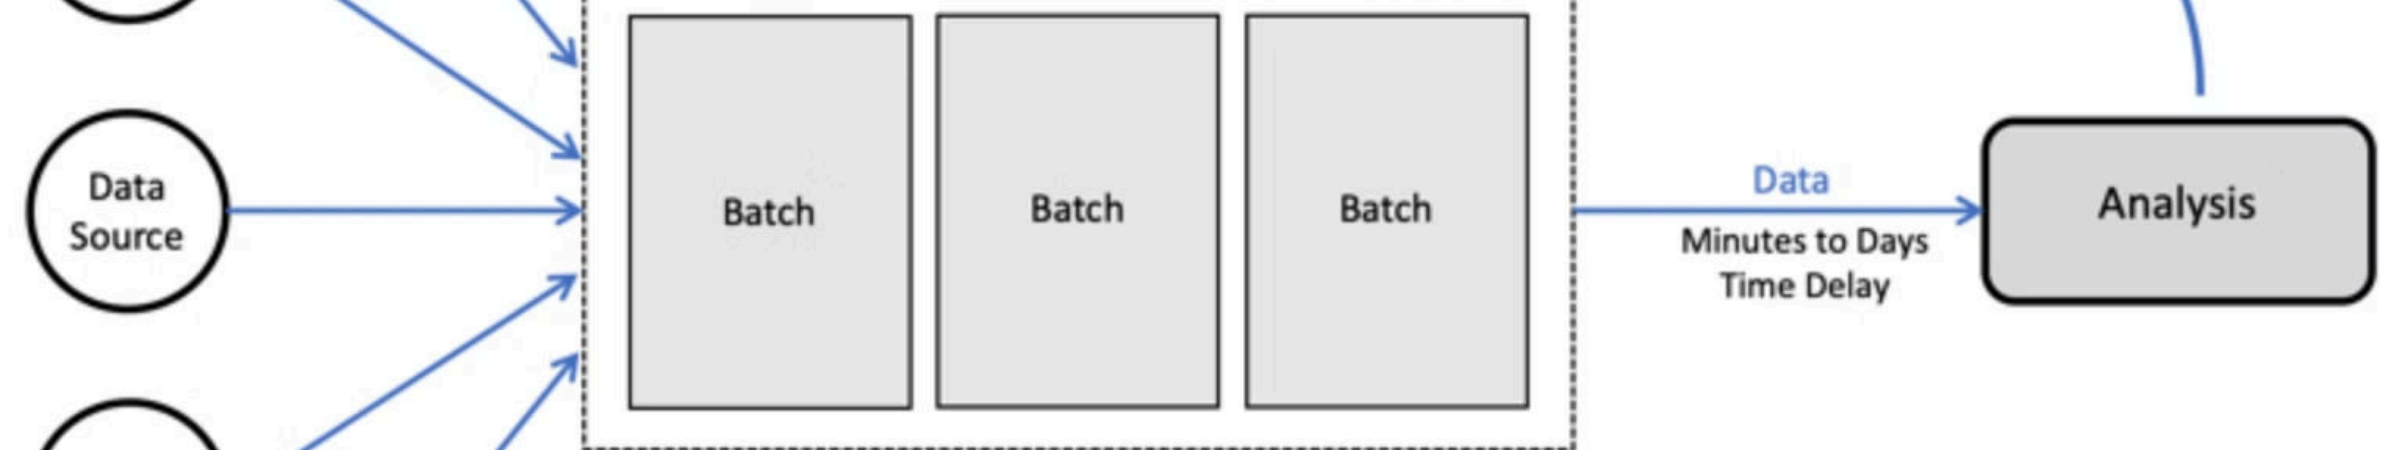 Data
Source
Batch
Batch
Batch
Data
Minutes to Days
Time Delay
Analysis